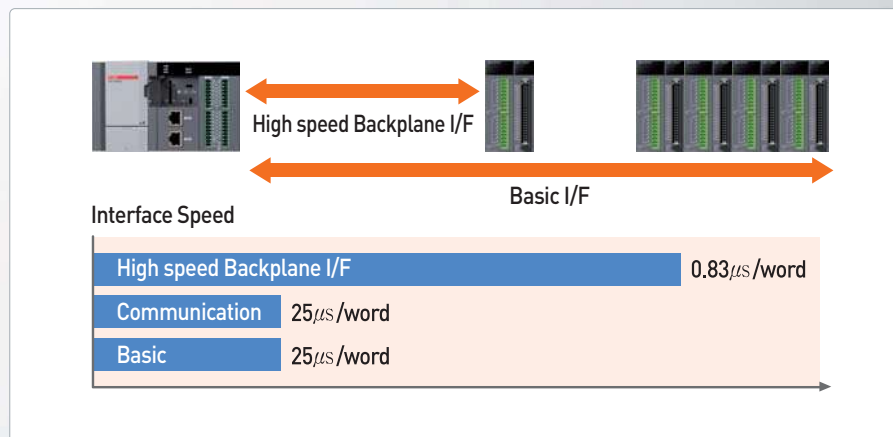 High speed Backplane I/F
Basic I/F
Interface Speed
High speed Backplane I/F 0.83μs/word
Communication 25μs/word
Basic 25μs/word